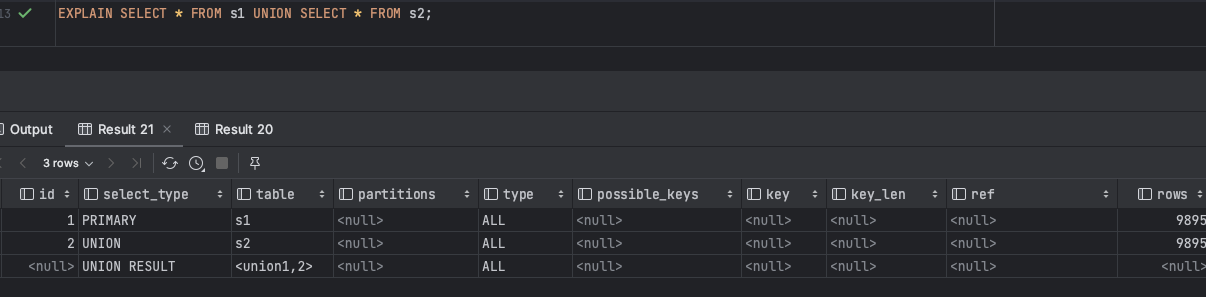 13 EXPLAIN SELECT * FROM s1 UNION SELECT * FROM s2;
Output Result 21 × Result 20
3 rows
id select_type table partitions type possible_keys key key_len ref rows
1 PRIMARY s1 <null> ALL <null> <null> <null> <null> 9895
2 UNION s2 <null> ALL <null> <null> <null> <null> 9895
<null> UNION RESULT <union1,2> <null> ALL <null> <null> <null> <null> <null>